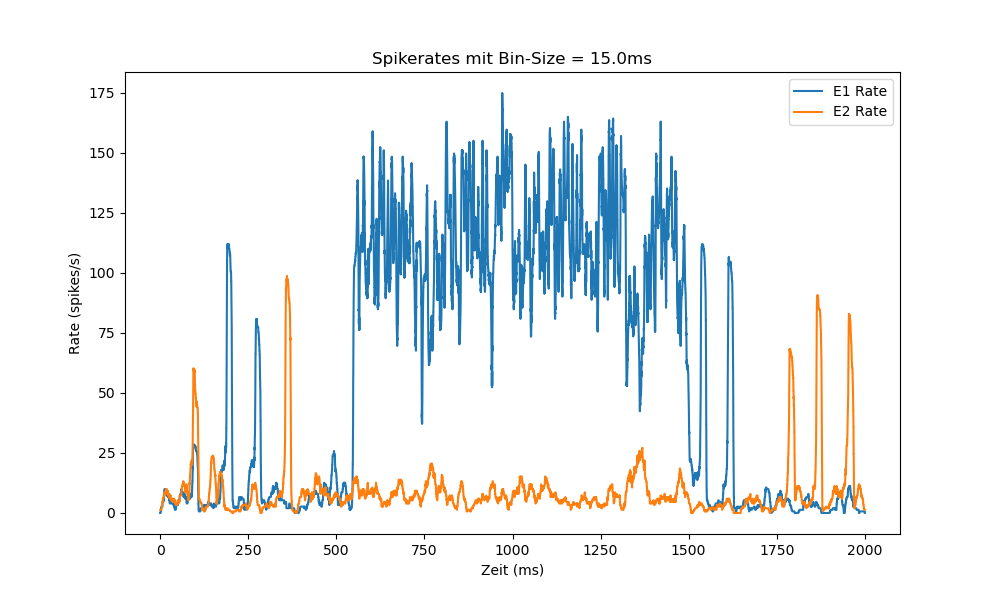 Spikerates mit Bin-Size = 15.0ms
E1 Rate
E2 Rate
Rate (spikes/s)
175
150
125
100
75
50
25
0
0 250 500 750 1000 1250 1500 1750 2000
Zeit (ms)